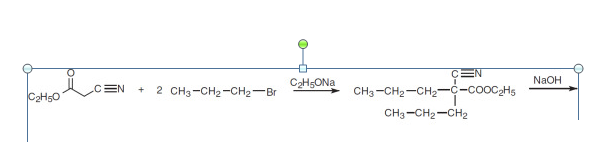 O
C≡N
C₂H₅O
C≡N + 2 CH₃—CH₂—CH₂—Br C₂H₅ONa CH₃—CH₂—CH₂—C—COOC₂H₅ NaOH
CH₃—CH₂—CH₂